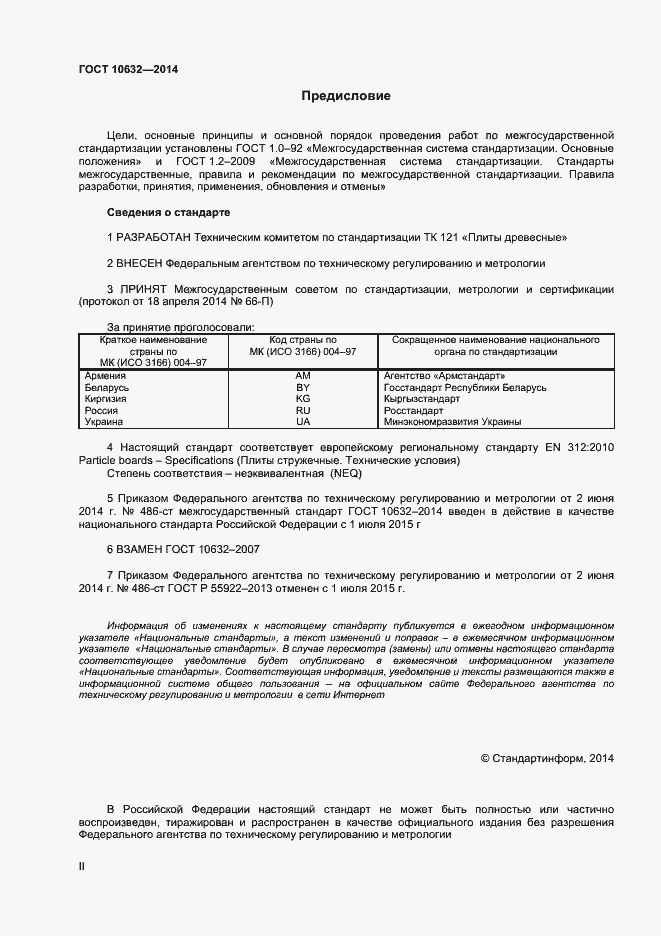 ГОСТ 10632—2014
Предисловие
Цели, основные принципы и основной порядок проведения работ по межгосударственной
стандартизации установлены ГОСТ 1.0–92 «Межгосударственная система стандартизации. Основные
положения» и ГОСТ 1.2–2009 «Межгосударственная система стандартизации. Стандарты
межгосударственные, правила и рекомендации по межгосударственной стандартизации. Правила
разработки, принятия, применения, обновления и отмены»
Сведения о стандарте
1 РАЗРАБОТАН Техническим комитетом по стандартизации ТК 121 «Плиты древесные»
2 ВНЕСЕН Федеральным агентством по техническому регулированию и метрологии
3 ПРИНЯТ Межгосударственным советом по стандартизации, метрологии и сертификации
(протокол от 18 апреля 2014 № 66-П)
За принятие проголосовали:
Краткое наименование
страны по
МК (ИСО 3166) 004–97
Код страны по
МК (ИСО 3166) 004–97
Сокращенное наименование национального
органа по стандартизации
Армения AM Агентство «Армстандарт»
Беларусь BY Госстандарт Республики Беларусь
Киргизия KG Кыргызстандарт
Россия RU Росстандарт
Украина UA Минэкономразвития Украины
4 Настоящий стандарт соответствует европейскому региональному стандарту EN 312:2010
Particle boards – Specifications (Плиты стружечные. Технические условия)
Степень соответствия – неэквивалентная (NEQ)
5 Приказом Федерального агентства по техническому регулированию и метрологии от 2 июня
2014 г. № 486-ст межгосударственный стандарт ГОСТ 10632–2014 введен в действие в качестве
национального стандарта Российской Федерации с 1 июля 2015 г
6 ВЗАМЕН ГОСТ 10632–2007
7 Приказом Федерального агентства по техническому регулированию и метрологии от 2 июня
2014 г. № 486-ст ГОСТ Р 55922–2013 отменен с 1 июля 2015 г.
Информация об изменениях к настоящему стандарту публикуется в ежегодном информационном
указателе «Национальные стандарты», а текст изменений и поправок – в ежемесячном информационном
указателе «Национальные стандарты». В случае пересмотра (замены) или отмены настоящего стандарта
соответствующее уведомление будет опубликовано в ежемесячном информационном указателе
«Национальные стандарты». Соответствующая информация, уведомление и тексты размещаются также в
информационной системе общего пользования – на официальном сайте Федерального агентства по
техническому регулированию и метрологии в сети Интернет
© Стандартинформ, 2014
В Российской Федерации настоящий стандарт не может быть полностью или частично
воспроизведен, тиражирован и распространен в качестве официального издания без разрешения
Федерального агентства по техническому регулированию и метрологии
II